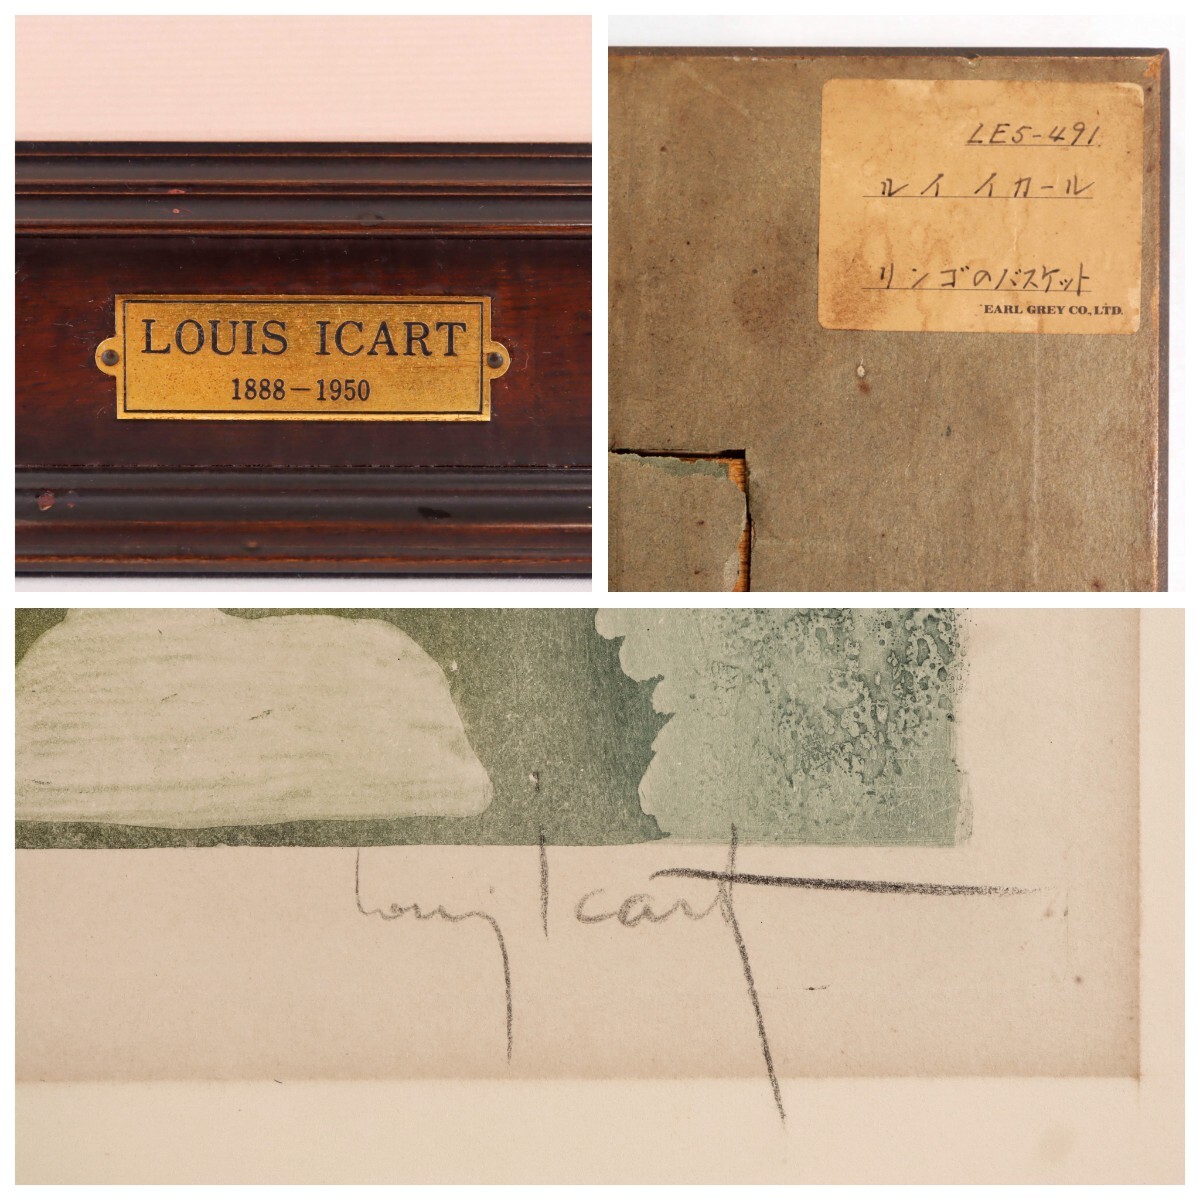 LOUIS ICART
1888-1950
LE5-491
ルイ イカール
リンゴのバスケット
EARL GREY CO., LTD.
Louis Icart